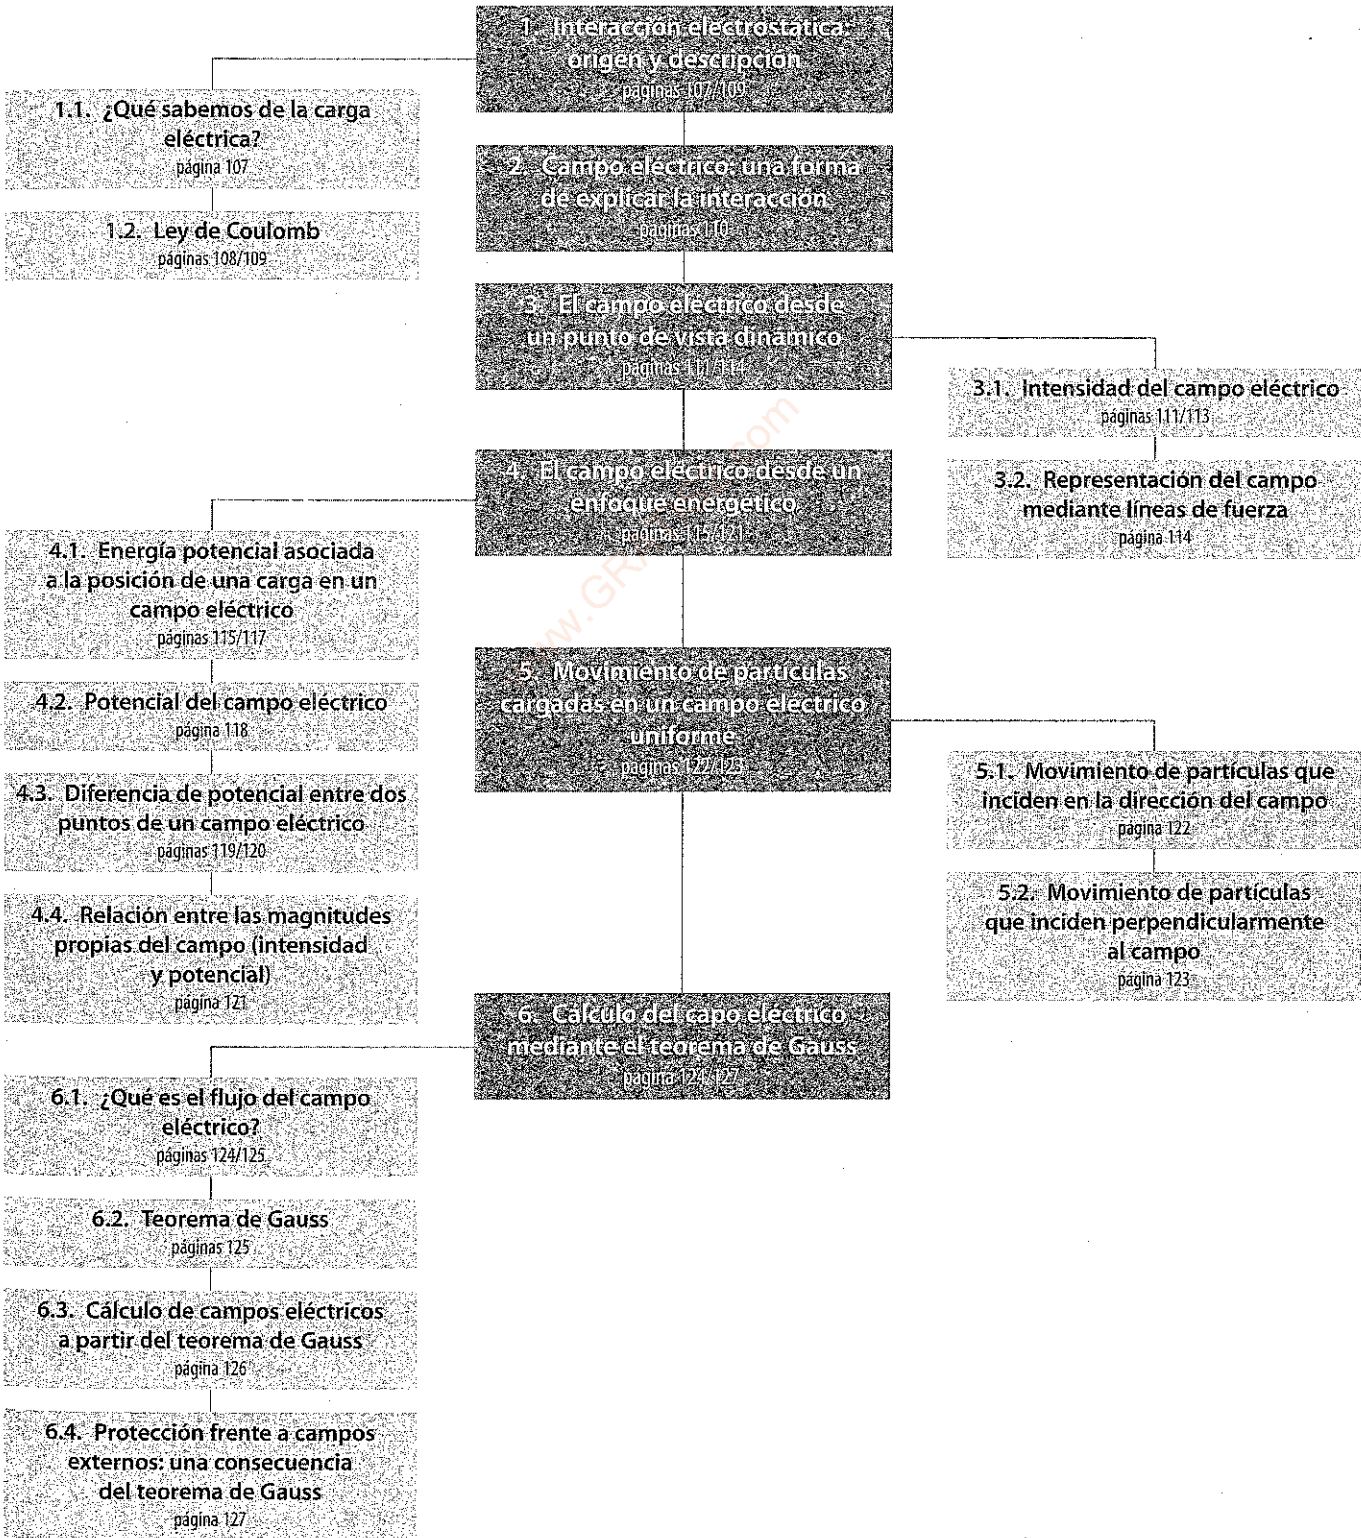 1. Interacción electrostática:
origen y descripción
páginas 107/109
1.1. ¿Qué sabemos de la carga
eléctrica?
página 107
1.2. Ley de Coulomb
páginas 108/109
2. Campo eléctrico: una forma
de explicar la interacción
páginas 110
3. El campo eléctrico desde
un punto de vista dinámico
páginas 111/114
3.1. Intensidad del campo eléctrico
páginas 111/113
3.2. Representación del campo
mediante líneas de fuerza
página 114
4. El campo eléctrico desde un
enfoque energético
páginas 115/121
4.1. Energía potencial asociada
a la posición de una carga en un
campo eléctrico
páginas 115/117
4.2. Potencial del campo eléctrico
página 118
4.3. Diferencia de potencial entre dos
puntos de un campo eléctrico
páginas 119/120
4.4. Relación entre las magnitudes
propias del campo (intensidad
y potencial)
página 121
5. Movimiento de partículas
cargadas en un campo eléctrico
uniforme
páginas 122/123
5.1. Movimiento de partículas que
inciden en la dirección del campo
página 122
5.2. Movimiento de partículas
que inciden perpendicularmente
al campo
página 123
6. Cálculo del capo eléctrico
mediante el teorema de Gauss
página 124/127
6.1. ¿Qué es el flujo del campo
eléctrico?
páginas 124/125
6.2. Teorema de Gauss
páginas 125
6.3. Cálculo de campos eléctricos
a partir del teorema de Gauss
página 126
6.4. Protección frente a campos
externos: una consecuencia
del teorema de Gauss
página 127